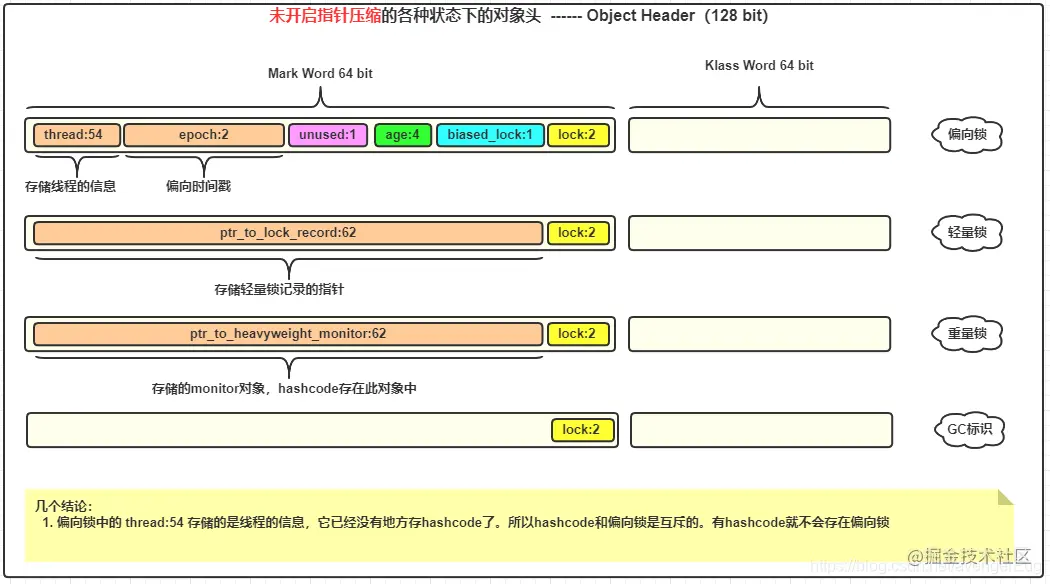 未开启指针压缩的各种状态下的对象头 ------ Object Header（128 bit）
Mark Word 64 bit
Klass Word 64 bit
thread:54 epoch:2 unused:1 age:4 biased_lock:1 lock:2 偏向锁
存储线程的信息 偏向时间戳
ptr_to_lock_record:62 lock:2 轻量锁
存储轻量锁记录的指针
ptr_to_heavyweight_monitor:62 lock:2 重量锁
存储的monitor对象，hashcode存在此对象中
lock:2 GC标识
几个结论：
1. 偏向锁中的 thread:54 存储的是线程的信息，它已经没有地方存hashcode了。所以hashcode和偏向锁是互斥的。有hashcode就不会存在偏向锁
@掘金技术社区